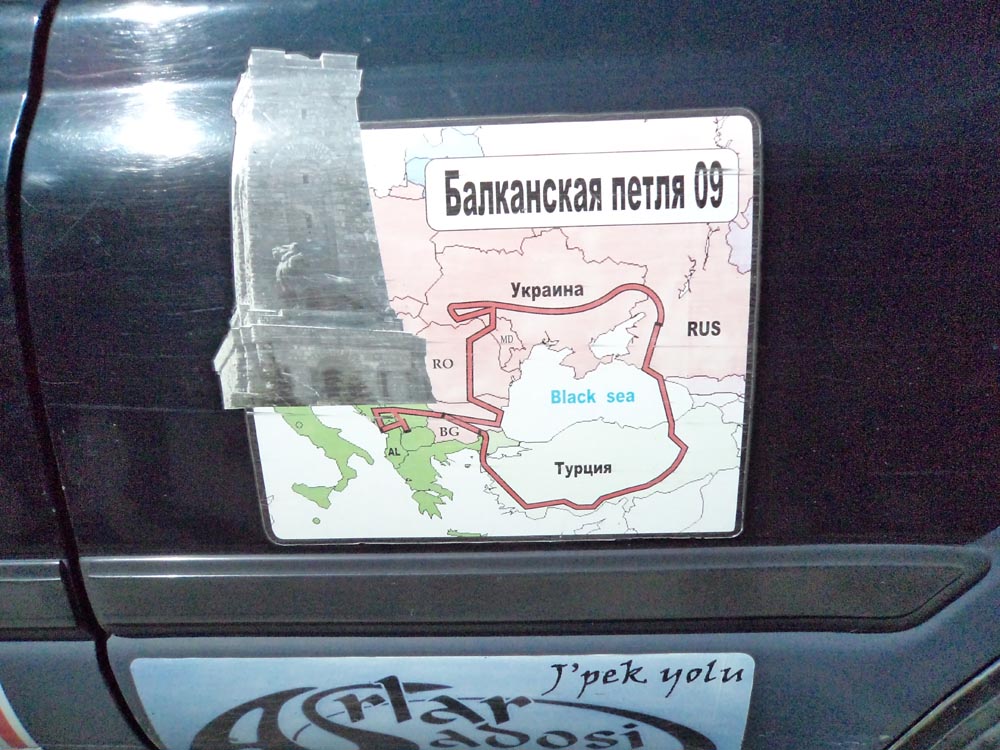 Балканская петля 09
Украина
RUS
MD
RO
Black sea
BG
AL
Турция
J'pek yolu